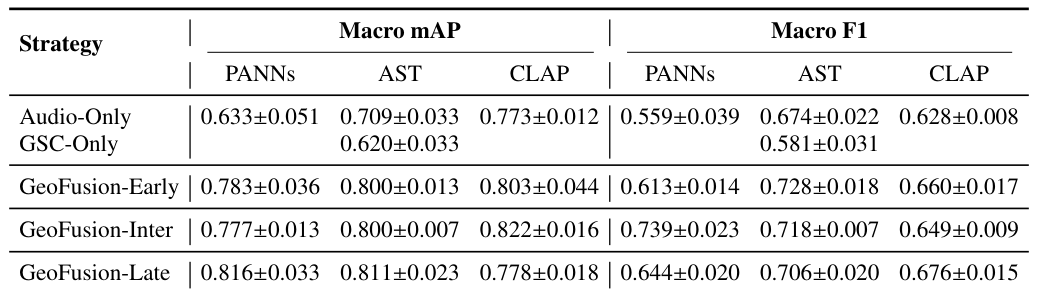 Strategy Macro mAP Macro F1
PANNs AST CLAP PANNs AST CLAP
Audio-Only 0.633±0.051 0.709±0.033 0.773±0.012 0.559±0.039 0.674±0.022 0.628±0.008
GSC-Only 0.620±0.033 0.581±0.031
GeoFusion-Early 0.783±0.036 0.800±0.013 0.803±0.044 0.613±0.014 0.728±0.018 0.660±0.017
GeoFusion-Inter 0.777±0.013 0.800±0.007 0.822±0.016 0.739±0.023 0.718±0.007 0.649±0.009
GeoFusion-Late 0.816±0.033 0.811±0.023 0.778±0.018 0.644±0.020 0.706±0.020 0.676±0.015